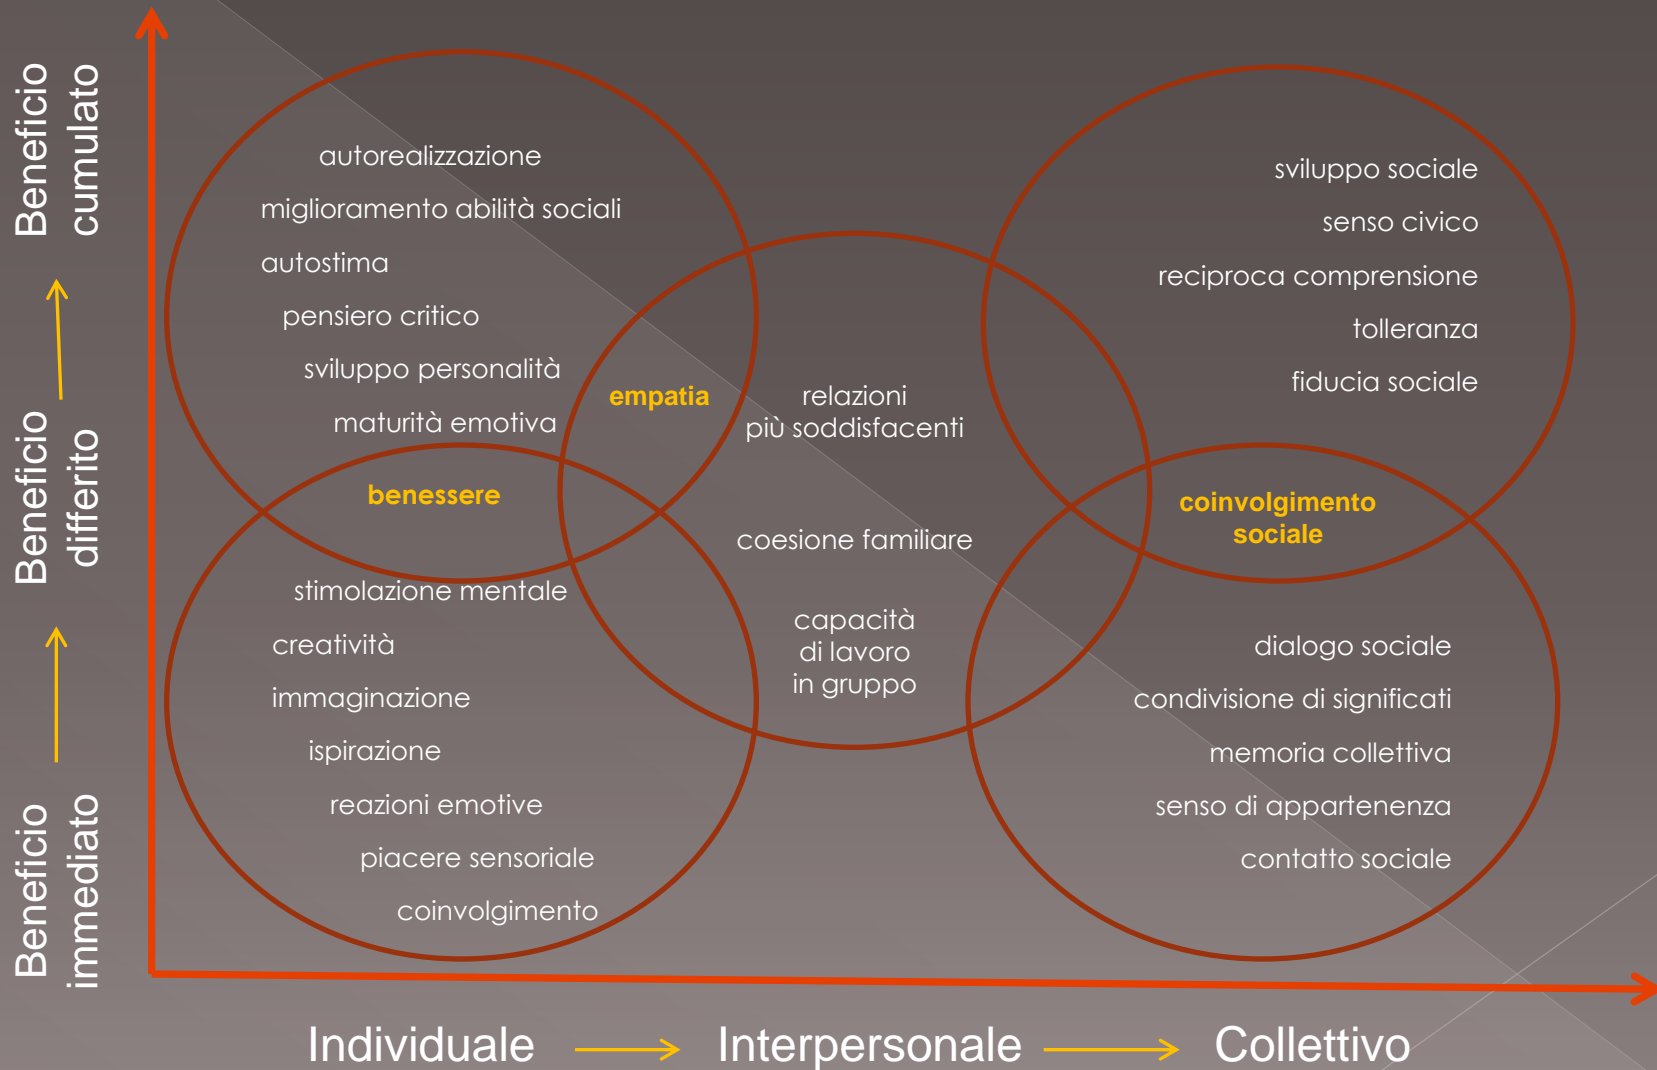 Beneficio
cumulato
Beneficio
differito
Beneficio
immediato
autorealizzazione
miglioramento abilità sociali
autostima
pensiero critico
sviluppo personalità
maturità emotiva
benessere
stimolazione mentale
creatività
immaginazione
ispirazione
reazioni emotive
piacere sensoriale
coinvolgimento
empatia
relazioni
più soddisfacenti
coesione familiare
capacità
di lavoro
in gruppo
sviluppo sociale
senso civico
reciproca comprensione
tolleranza
fiducia sociale
coinvolgimento
sociale
dialogo sociale
condivisione di significati
memoria collettiva
senso di appartenenza
contatto sociale
Individuale
Interpersonale
Collettivo